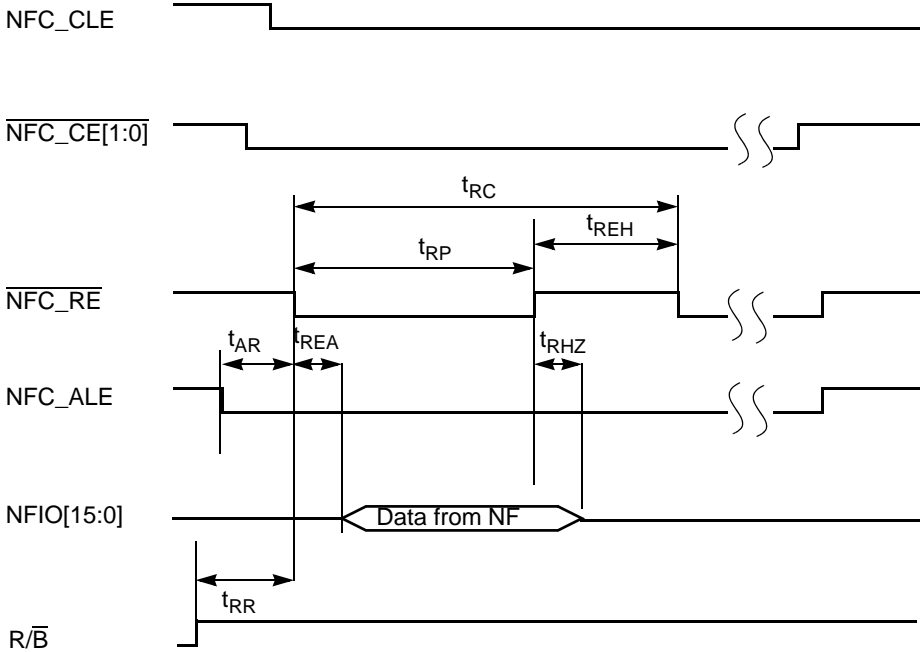 NFC_CLE
NFC_CE[1:0]
tRC
tREH
tRP
NFC_RE
tAR
tREA
tRHZ
NFC_ALE
NFIO[15:0]
Data from NF
tRR
R/B